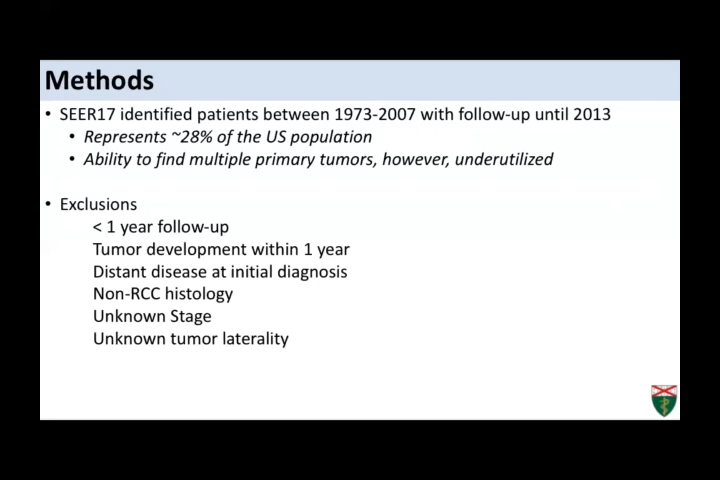 Methods
• SEER17 identified patients between 1973-2007 with follow-up until 2013
• Represents ~28% of the US population
• Ability to find multiple primary tumors, however, underutilized
• Exclusions
< 1 year follow-up
Tumor development within 1 year
Distant disease at initial diagnosis
Non-RCC histology
Unknown Stage
Unknown tumor laterality